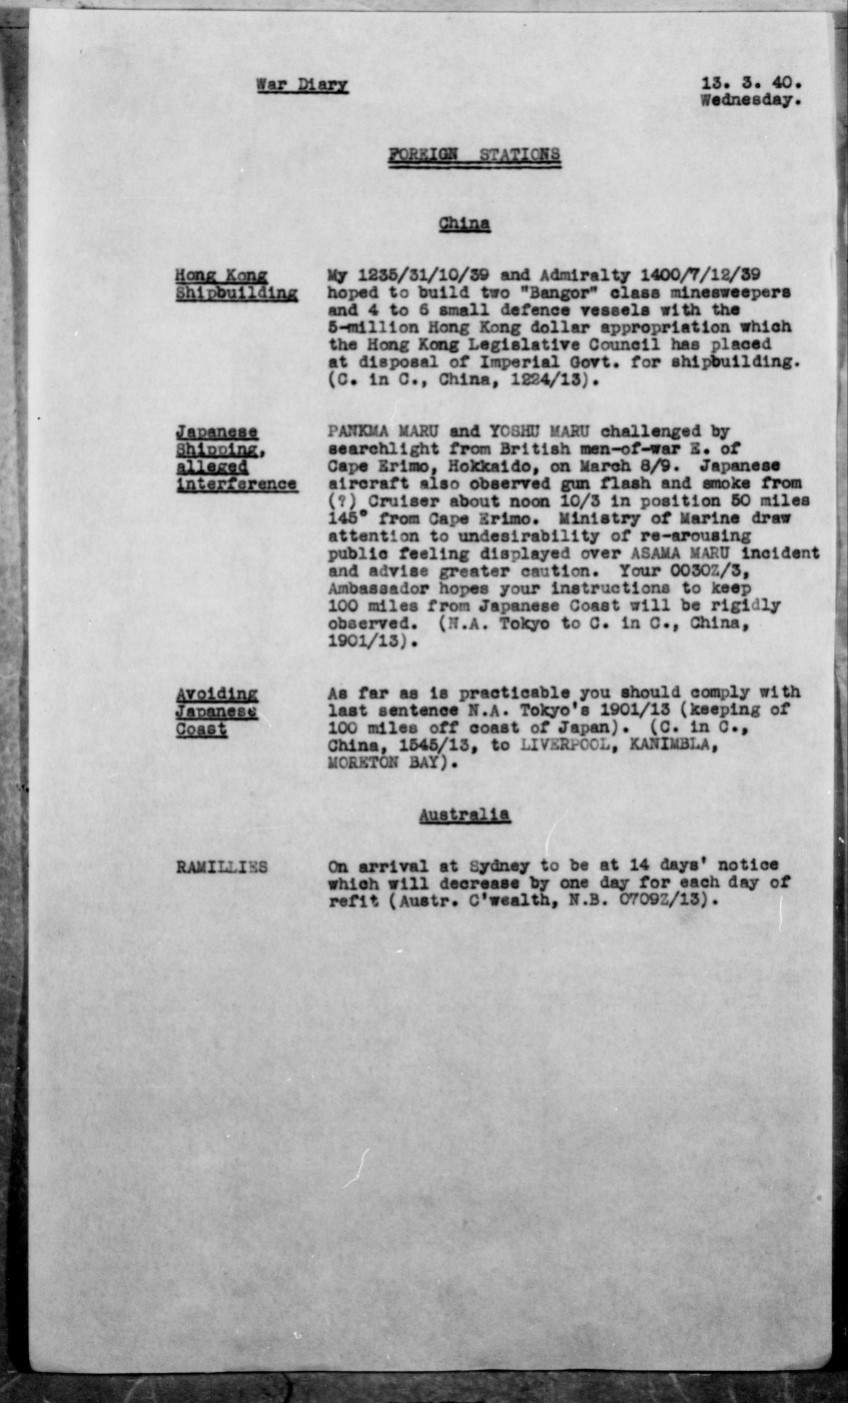 War Diary
13. 3. 40.
Wednesday.
FOREIGN STATIONS
China
Hong Kong
Shipbuilding
My 1235/31/10/39 and Admiralty 1400/7/12/39
hoped to build two "Bangor" class minesweepers
and 4 to 6 small defence vessels with the
5-million Hong Kong dollar appropriation which
the Hong Kong Legislative Council has placed
at disposal of Imperial Govt. for shipbuilding.
(C. in C., China, 1224/13).
Japanese
Shipping,
alleged
interference
PANKMA MARU and YOSHU MARU challenged by
searchlight from British men-of-war E. of
Cape Erimo, Hokkaido, on March 8/9. Japanese
aircraft also observed gun flash and smoke from
(?) Cruiser about noon 10/3 in position 50 miles
145° from Cape Erimo. Ministry of Marine draw
attention to undesirability of re-arousing
public feeling displayed over ASAMA MARU incident
and advise greater caution. Your 0030Z/3,
Ambassador hopes your instructions to keep
100 miles from Japanese Coast will be rigidly
observed. (N.A. Tokyo to C. in C., China,
1901/13).
Avoiding
Japanese
Coast
As far as is practicable you should comply with
last sentence N.A. Tokyo's 1901/13 (keeping of
100 miles off coast of Japan). (C. in C.,
China, 1545/13, to LIVERPOOL, KANIMBLA,
MORETON BAY).
Australia
RAMILLIES
On arrival at Sydney to be at 14 days' notice
which will decrease by one day for each day of
refit (Austr. C'wealth, N.B. 0709Z/13).